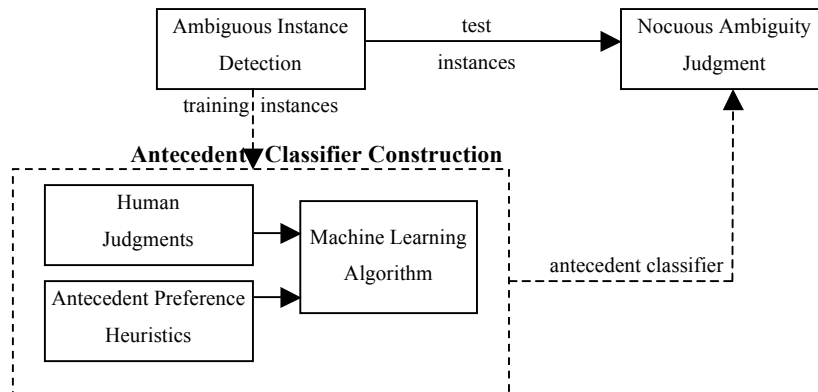 Ambiguous Instance
Detection
test
instances
Nocuous Ambiguity
Judgment
training instances
Antecedent Classifier Construction
Human
Judgments
Machine Learning
Algorithm
Antecedent Preference
Heuristics
antecedent classifier